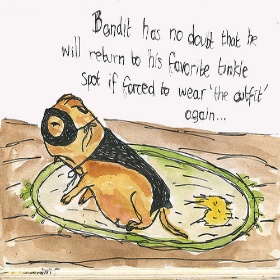 Bandit has no doubt that he
will return to his favorite tinkie
spot if forced to wear 'the outfit'
again...